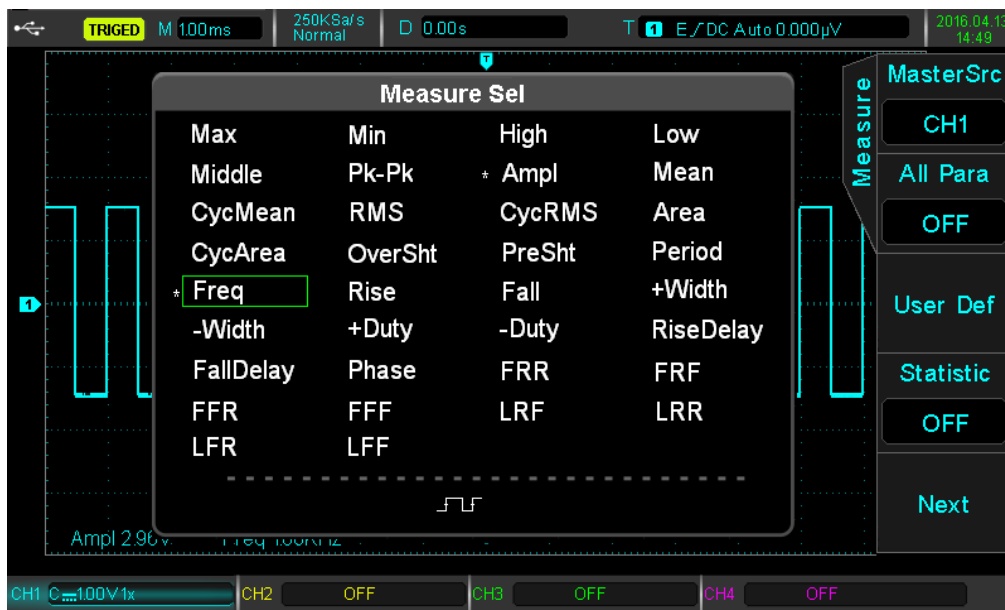 TRIGED M 1.00ms 250KSa/s Normal D 0.00s T 1 E DC Auto 0.000µV 2016.04.13 14:49
T
Measure Sel
Max Min High Low
Middle Pk-Pk * Ampl Mean
CycMean RMS CycRMS Area
CycArea OverSht PreSht Period
* Freq Rise Fall +Width
-Width +Duty -Duty RiseDelay
FallDelay Phase FRR FRF
FFR FFF LRF LRR
LFR LFF
1
Measure
MasterSrc
CH1
All Para
OFF
User Def
Statistic
OFF
Next
Ampl 2.96V
CH1 C 1.00V 1x CH2 OFF CH3 OFF CH4 OFF